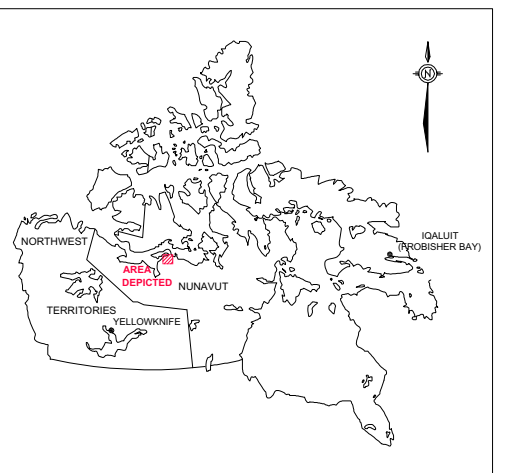 N
NORTHWEST
IQALUIT
(FROBISHER BAY)
AREA
DEPICTED
NUNAVUT
TERRITORIES
YELLOWKNIFE